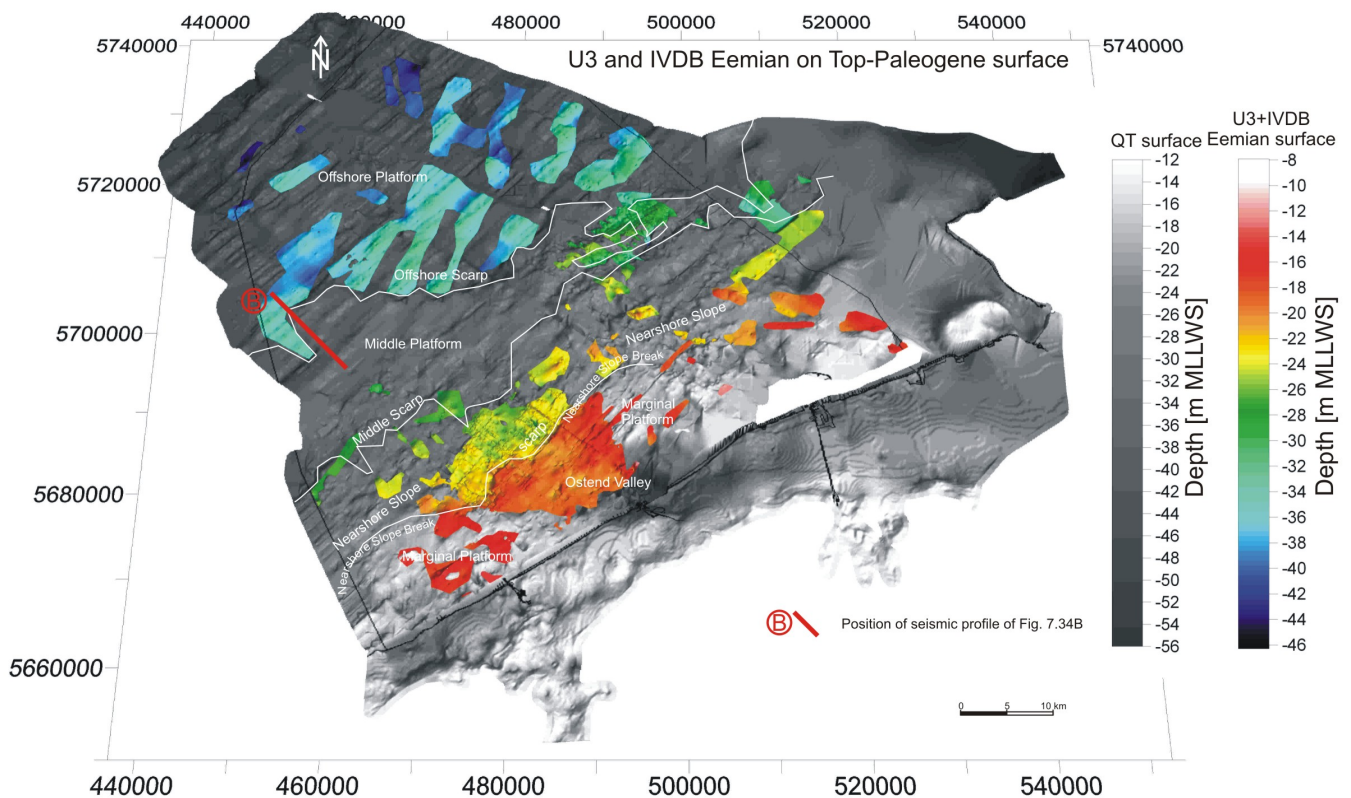 440000 480000 500000 520000 540000
5740000 5740000
N
U3 and IVDB Eemian on Top-Paleogene surface
U3+IVDB
QT surface Eemian surface
-12 -8
-14 -10
-16 -12
-18 -14
-20 -16
-22 -18
-24 -20
-26 -22
-28 -24
-30 -26
-32 -28
-34 -30
-36 -32
-38 -34
-40 -36
-42 -38
-44 -40
-46 -42
-48 -44
-50 -46
-52
-54
-56
Depth [m MLLWS]
Depth [m MLLWS]
5720000
Offshore Platform
Offshore Scarp
B
5700000
Middle Platform
Nearshore Slope
Nearshore Slope Break
Marginal
Platform
Middle Scarp
scarp
Ostend Valley
5680000
Nearshore Slope
Nearshore Slope Break
Marginal Platform
B Position of seismic profile of Fig. 7.34B
5660000
0 5 10 km
440000 460000 480000 500000 520000 540000